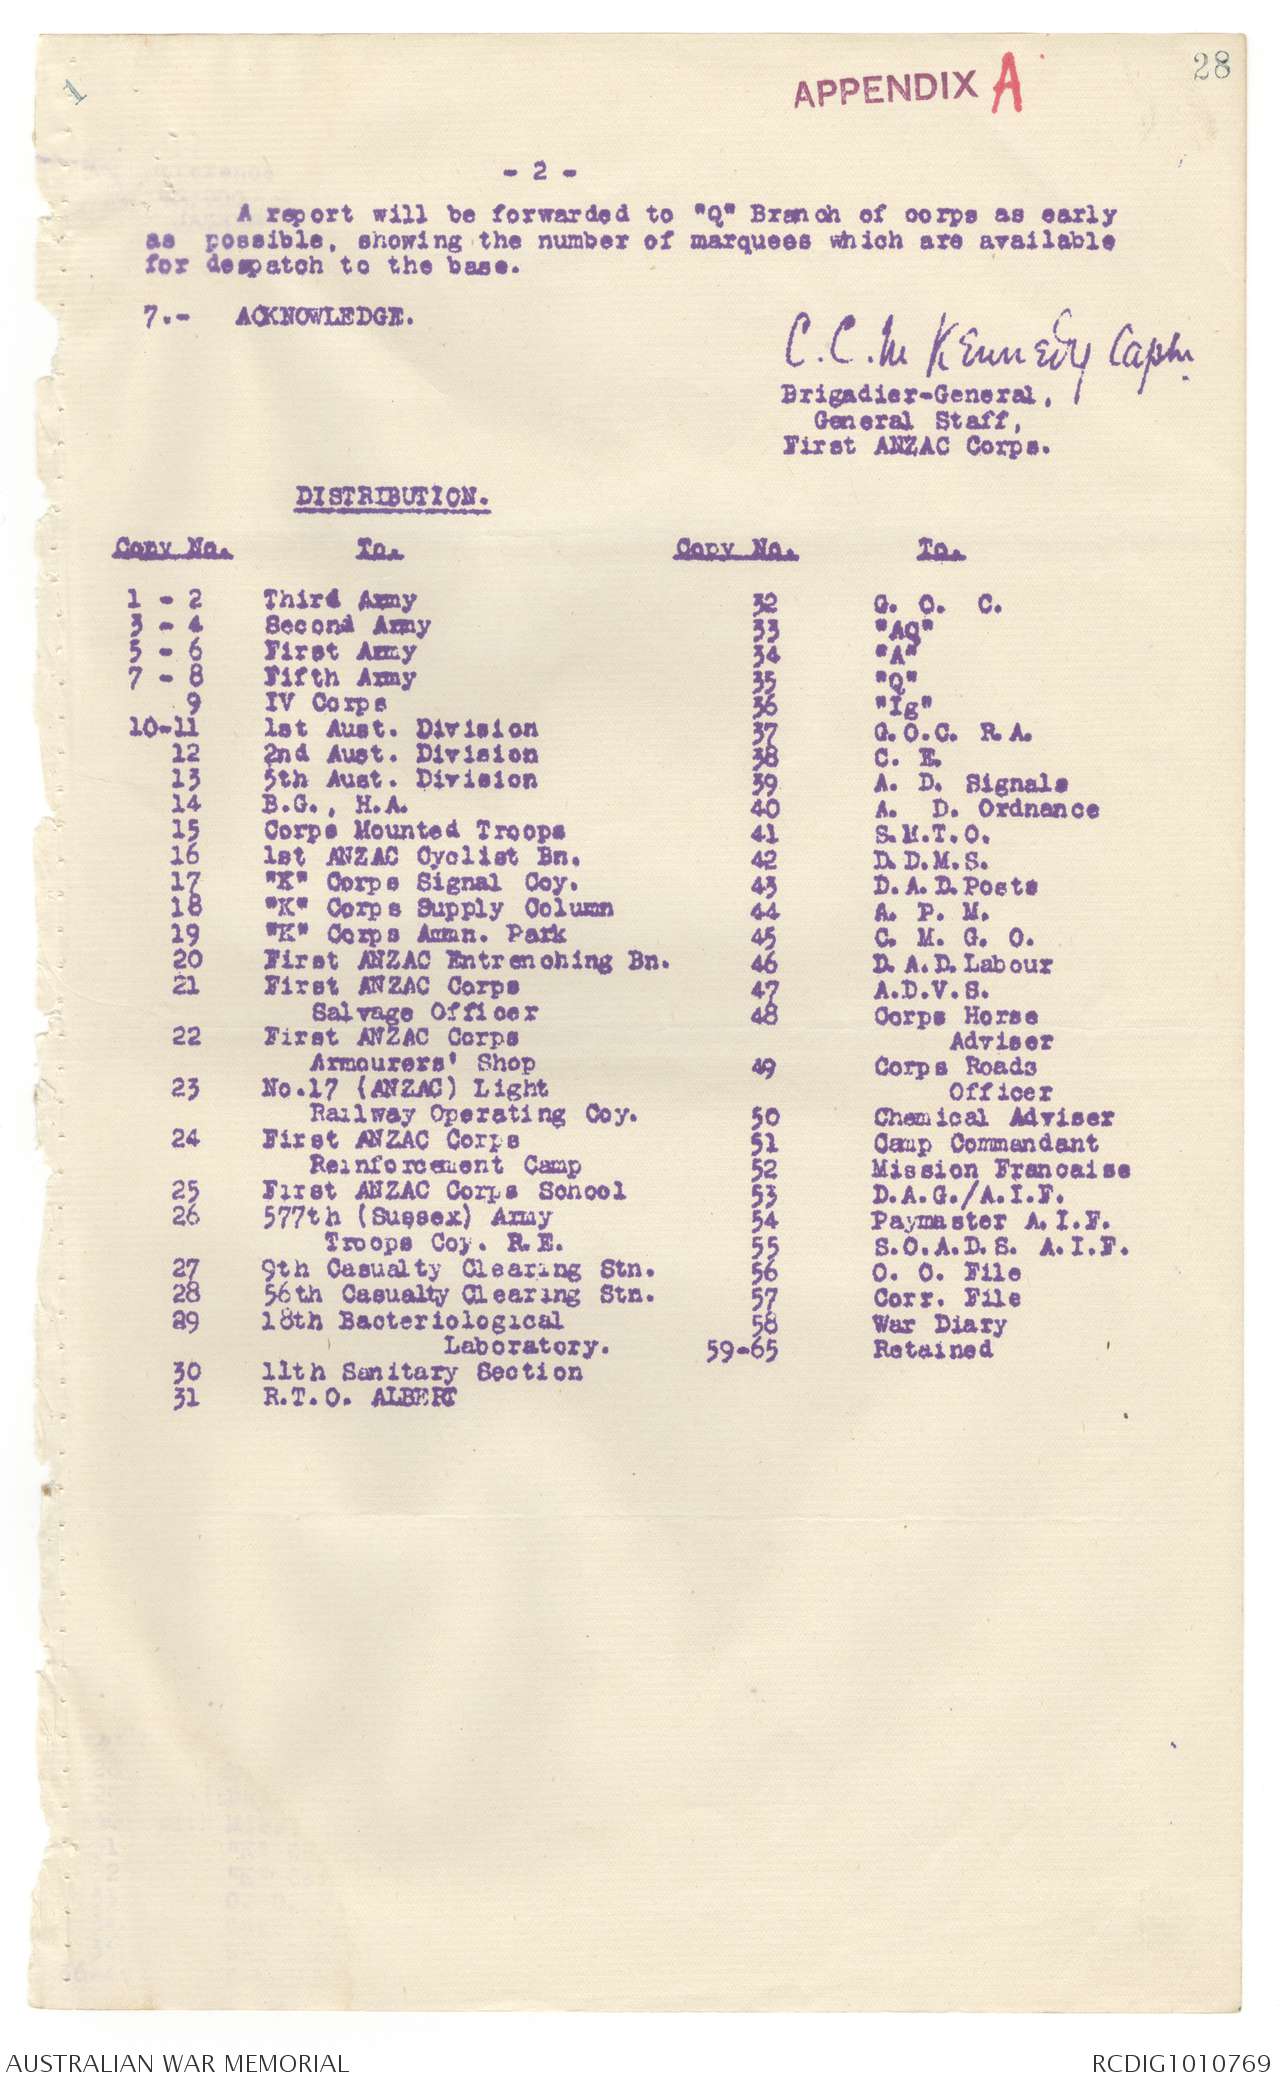 1
APPENDIX A
28
- 2 -
A report will be forwarded to "Q" Branch of corps as early
as possible, showing the number of marquees which are available
for despatch to the base.
7.- ACKNOWLEDGE.
C.C.M Kennedy Captn.
Brigadier-General,
General Staff,
First ANZAC Corps.
DISTRIBUTION.
Copy No. To.
1 - 2 Third Army
3 - 4 Second Army
5 - 6 First Army
7 - 8 Fifth Army
9 IV Corps
10-11 1st Aust. Division
12 2nd Aust. Division
13 5th Aust. Division
14 B.G., H.A.
15 Corps Mounted Troops
16 1st ANZAC Cyclist Bn.
17 "K" Corps Signal Coy.
18 "K" Corps Supply Column
19 "K" Corps Ammn. Park
20 First ANZAC Entrenching Bn.
21 First ANZAC Corps
Salvage Officer
22 First ANZAC Corps
Armourers' Shop
23 No.17 (ANZAC) Light
Railway Operating Coy.
24 First ANZAC Corps
Reinforcement Camp
25 First ANZAC Corps School
26 577th (Sussex) Army
Troops Coy. R.E.
27 9th Casualty Clearing Stn.
28 56th Casualty Clearing Stn.
29 18th Bacteriological
Laboratory.
30 11th Sanitary Section
31 R.T.O. ALBERT
Copy No. To.
32 G. O. C.
33 "AQ"
34 "A"
35 "Q"
36 "Ig"
37 G.O.C. R.A.
38 C. E.
39 A. D. Signals
40 A. D. Ordnance
41 S.M.T.O.
42 D.D.M.S.
43 D.A.D.Posts
44 A. P. M.
45 C. M. G. O.
46 D.A.D.Labour
47 A.D.V.S.
48 Corps Horse
Adviser
49 Corps Roads
Officer
50 Chemical Adviser
51 Camp Commandant
52 Mission Francaise
53 D.A.G./A.I.F.
54 Paymaster A.I.F.
55 S.O.A.D.S. A.I.F.
56 O. O. File
57 Corr. File
58 War Diary
59-65 Retained
AUSTRALIAN WAR MEMORIAL
RCDIG1010769